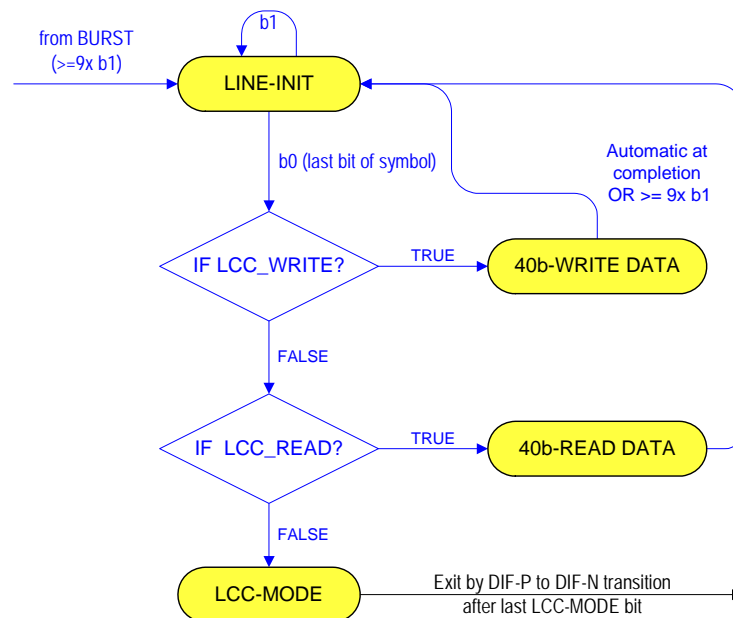 b1
from BURST
(>=9x b1)
LINE-INIT
b0 (last bit of symbol)
Automatic at
completion
OR >= 9x b1
IF LCC_WRITE?
TRUE
40b-WRITE DATA
FALSE
IF LCC_READ?
TRUE
40b-READ DATA
FALSE
LCC-MODE
Exit by DIF-P to DIF-N transition
after last LCC-MODE bit